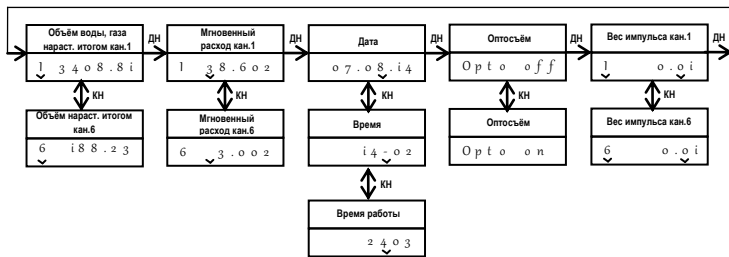 Объём воды, газа
нараст. итогом кан.1
1 3408.81
ДН
Мгновенный
расход кан.1
1 38.602
ДН
Дата
07.08.14
ДН
Оптосъём
Opto off
ДН
Вес импульса кан.1
1 0.01
ДН
КН
КН
КН
КН
КН
Объём нараст. итогом
кан.6
6 188.23
Мгновенный
расход кан.6
6 3.002
Время
14-02
Оптосъём
Opto on
Вес импульса кан.6
6 0.01
КН
Время работы
2403